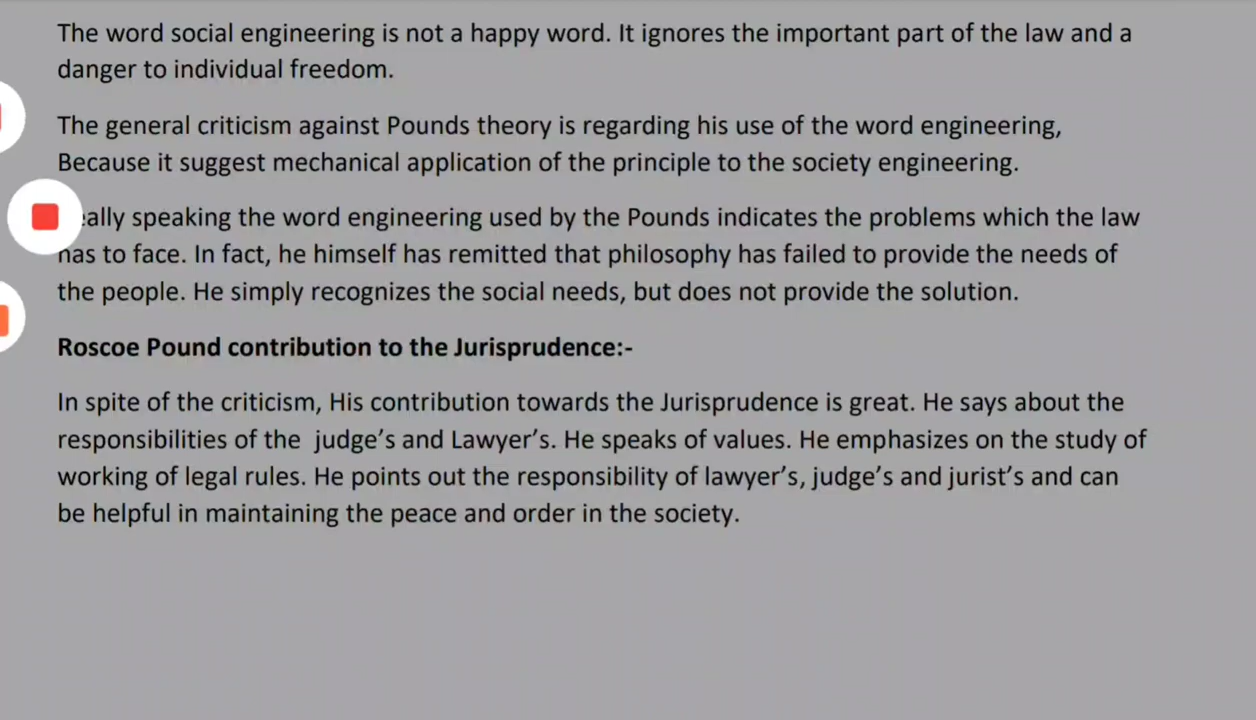 The word social engineering is not a happy word. It ignores the important part of the law and a
danger to individual freedom.
The general criticism against Pounds theory is regarding his use of the word engineering,
Because it suggest mechanical application of the principle to the society engineering.
speaking the word engineering used by the Pounds indicates the problems which the law
has to face. In fact, he himself has remitted that philosophy has failed to provide the needs of
the people. He simply recognizes the social needs, but does not provide the solution.
Roscoe Pound contribution to the Jurisprudence:-
In spite of the criticism, His contribution towards the Jurisprudence is great. He says about the
responsibilities of the  judge’s and Lawyer’s. He speaks of values. He emphasizes on the study of
working of legal rules. He points out the responsibility of lawyer’s, judge’s and jurist’s and can
be helpful in maintaining the peace and order in the society.